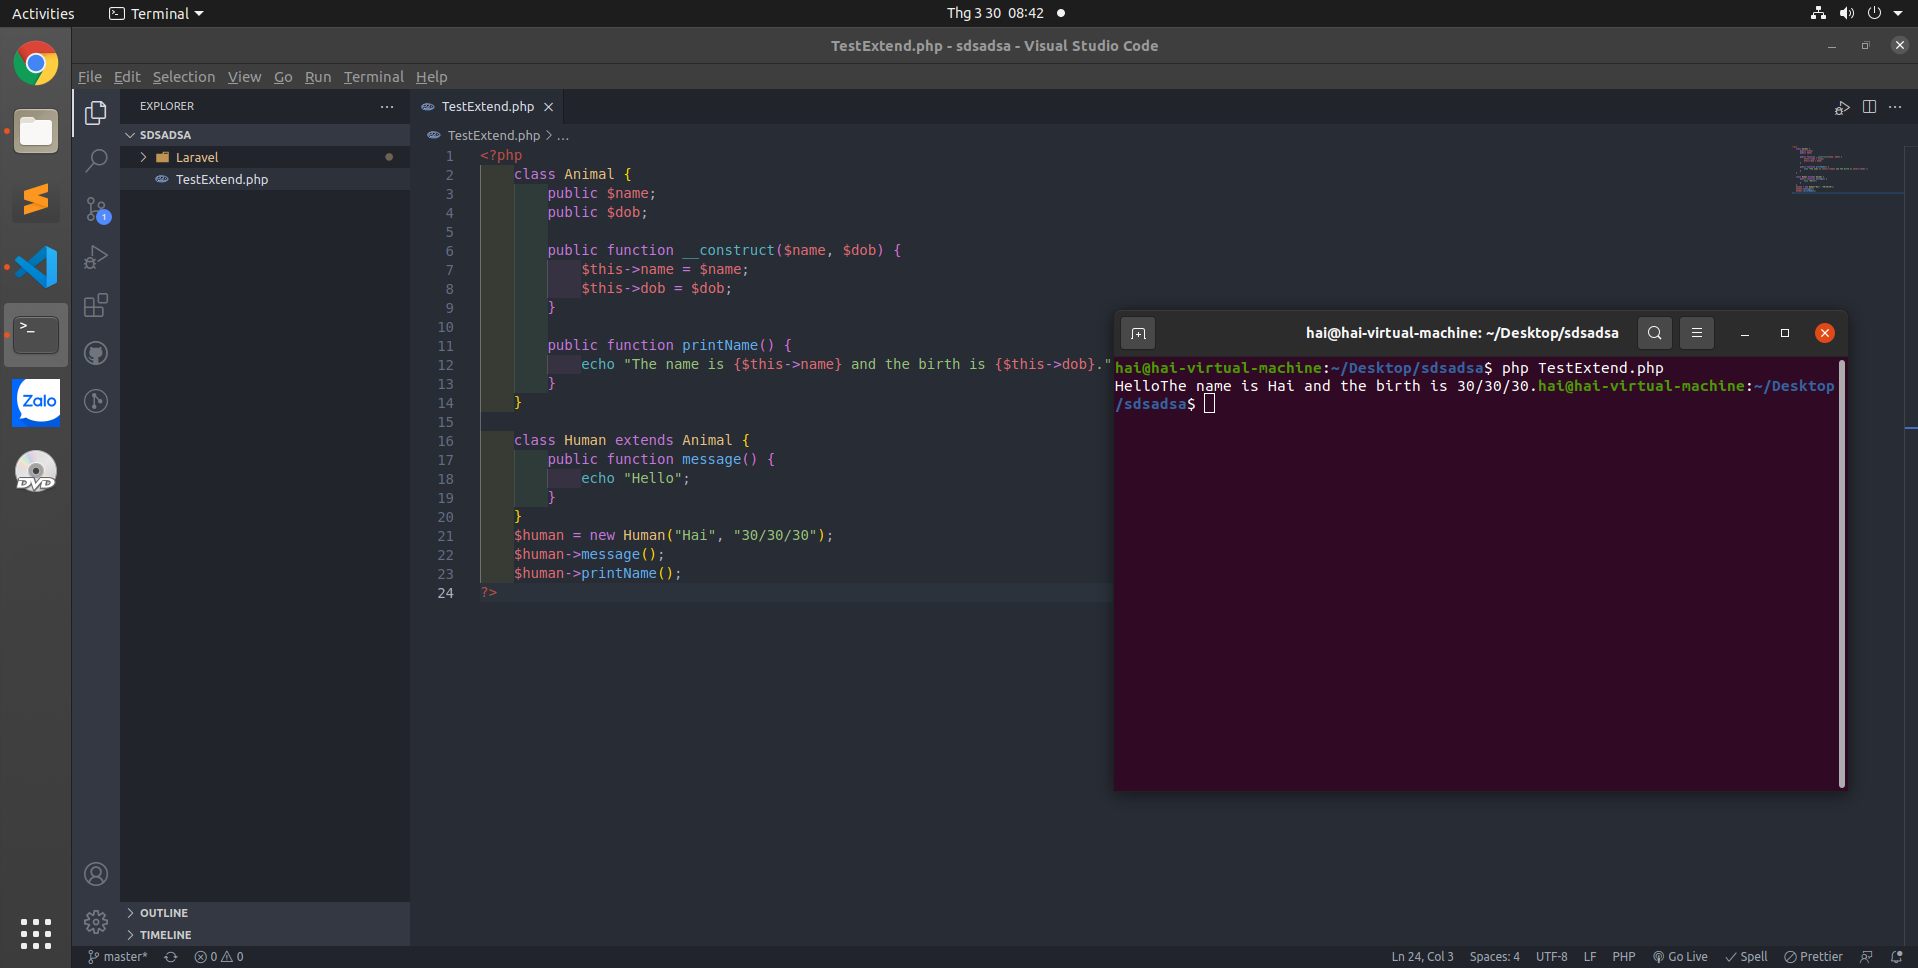 Activities
Terminal
Thg 3 30 08:42
TestExtend.php - sdsadsa - Visual Studio Code
File Edit Selection View Go Run Terminal Help
EXPLORER
SDSADSA
Laravel
TestExtend.php
1
Zalo
DVD
OUTLINE
TIMELINE
TestExtend.php
TestExtend.php > ...
1 <?php
2 class Animal {
3 public $name;
4 public $dob;
5
6 public function __construct($name, $dob) {
7 $this->name = $name;
8 $this->dob = $dob;
9 }
10
11 public function printName() {
12 echo "The name is {$this->name} and the birth is {$this->dob}."
13 }
14 }
15
16 class Human extends Animal {
17 public function message() {
18 echo "Hello";
19 }
20 }
21 $human = new Human("Hai", "30/30/30");
22 $human->message();
23 $human->printName();
24 ?>
hai@hai-virtual-machine: ~/Desktop/sdsadsa
hai@hai-virtual-machine:~/Desktop/sdsadsa$ php TestExtend.php
HelloThe name is Hai and the birth is 30/30/30.hai@hai-virtual-machine:~/Desktop
/sdsadsa$
master* 0 0
Ln 24, Col 3 Spaces: 4 UTF-8 LF PHP Go Live Spell Prettier